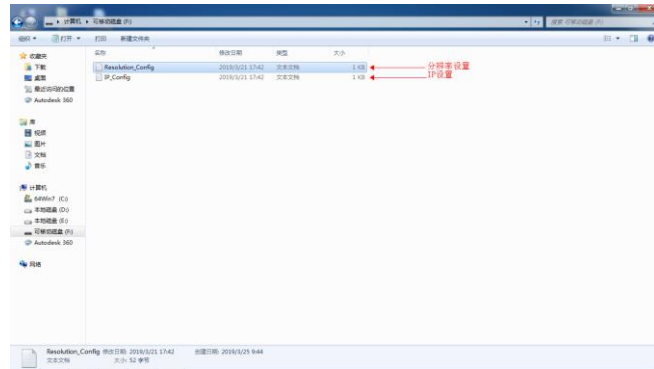 计算机 ▸ 可移动磁盘 (F:)
搜索 可移动磁盘 (F:)
组织 打开 打印 新建文件夹
名称 修改日期 类型 大小
Resolution_Config 2019/3/21 17:42 文本文档 1 KB 分辨率设置
IP_Config 2019/3/21 17:42 文本文档 1 KB IP设置
收藏夹
下载
桌面
最近访问的位置
Autodesk 360
库
视频
图片
文档
音乐
计算机
64Win7 (C:)
本地磁盘 (D:)
本地磁盘 (E:)
可移动磁盘 (F:)
Autodesk 360
网络
Resolution_Config 修改日期: 2019/3/21 17:42 创建日期: 2019/3/25 9:44
文本文档 大小: 52 字节